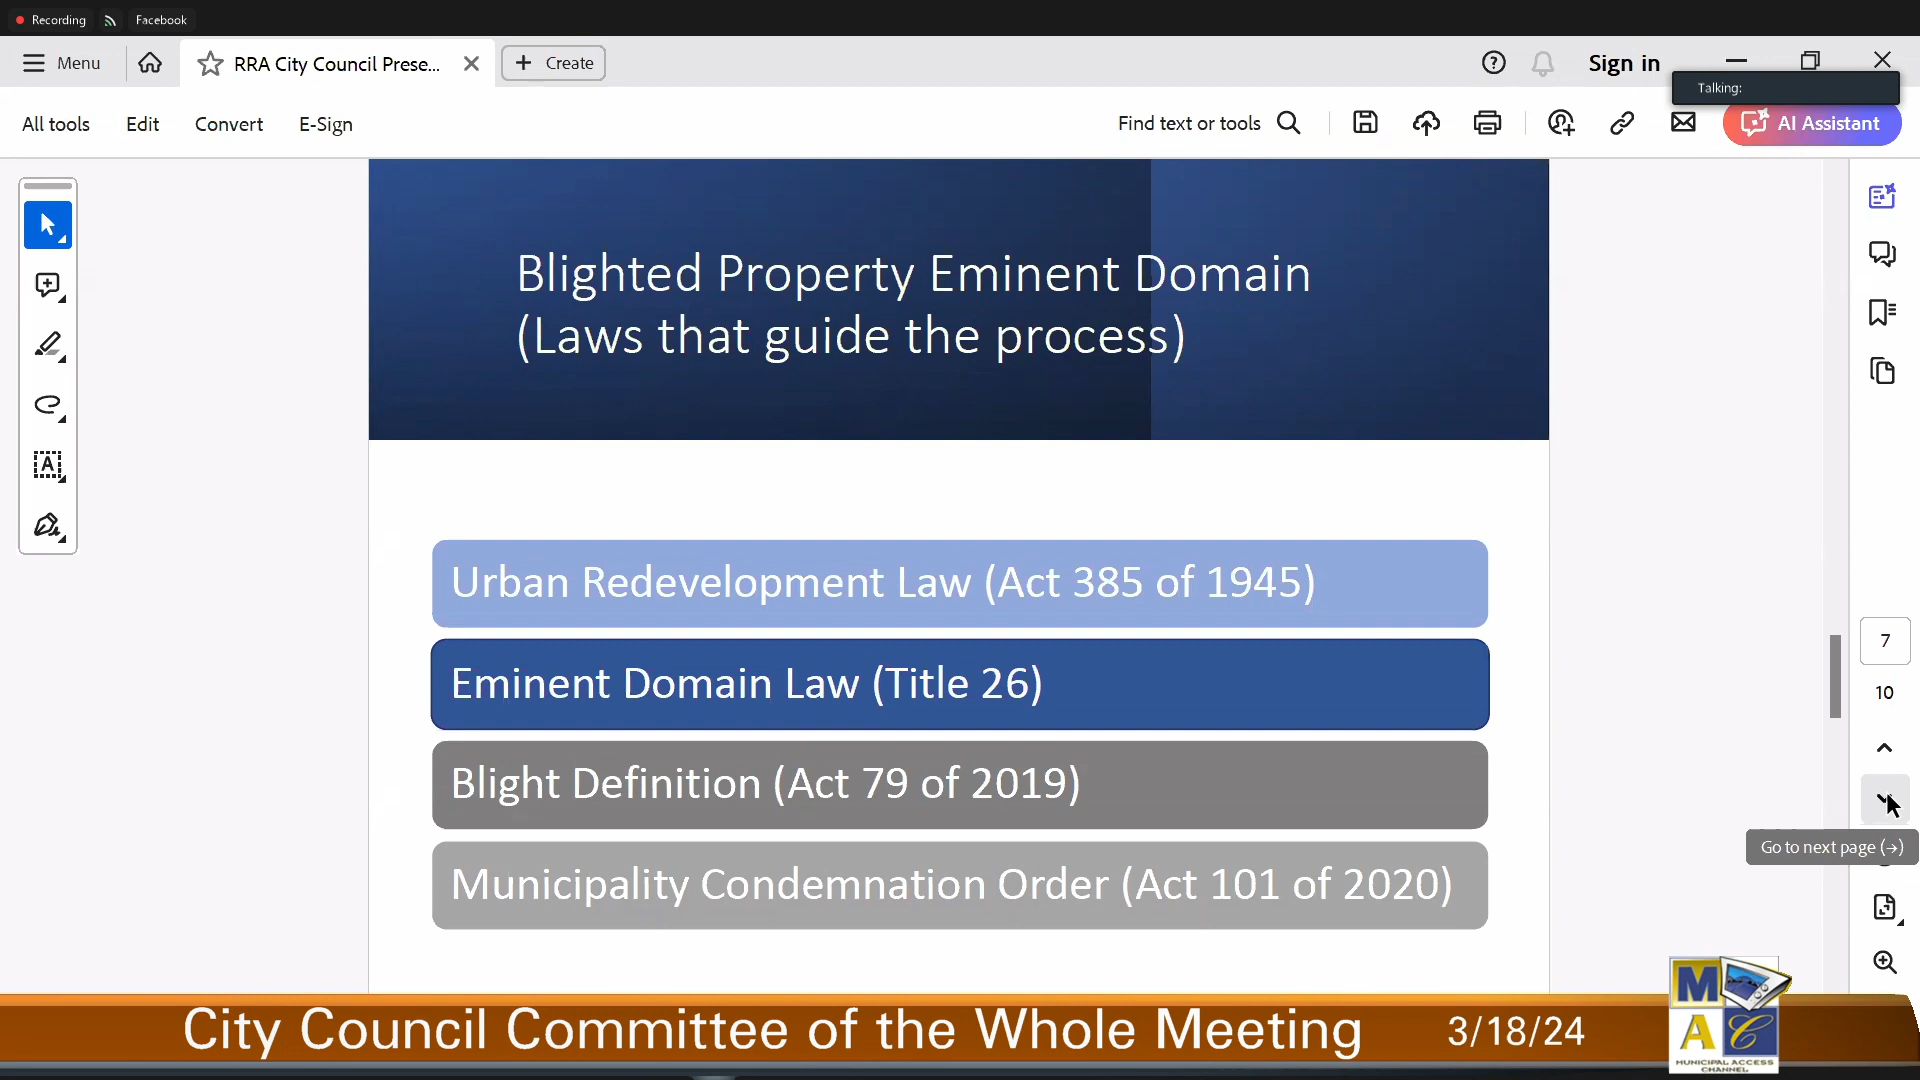 Recording
Facebook
Menu
RRA City Council Prese...
Create
Sign in
Talking:
All tools
Edit
Convert
E-Sign
Find text or tools
AI Assistant
Blighted Property Eminent Domain
(Laws that guide the process)
Urban Redevelopment Law (Act 385 of 1945)
Eminent Domain Law (Title 26)
Blight Definition (Act 79 of 2019)
Municipality Condemnation Order (Act 101 of 2020)
7
10
Go to next page (→)
City Council Committee of the Whole Meeting 3/18/24
M
A C
MUNICIPAL ACCESS
CHANNEL